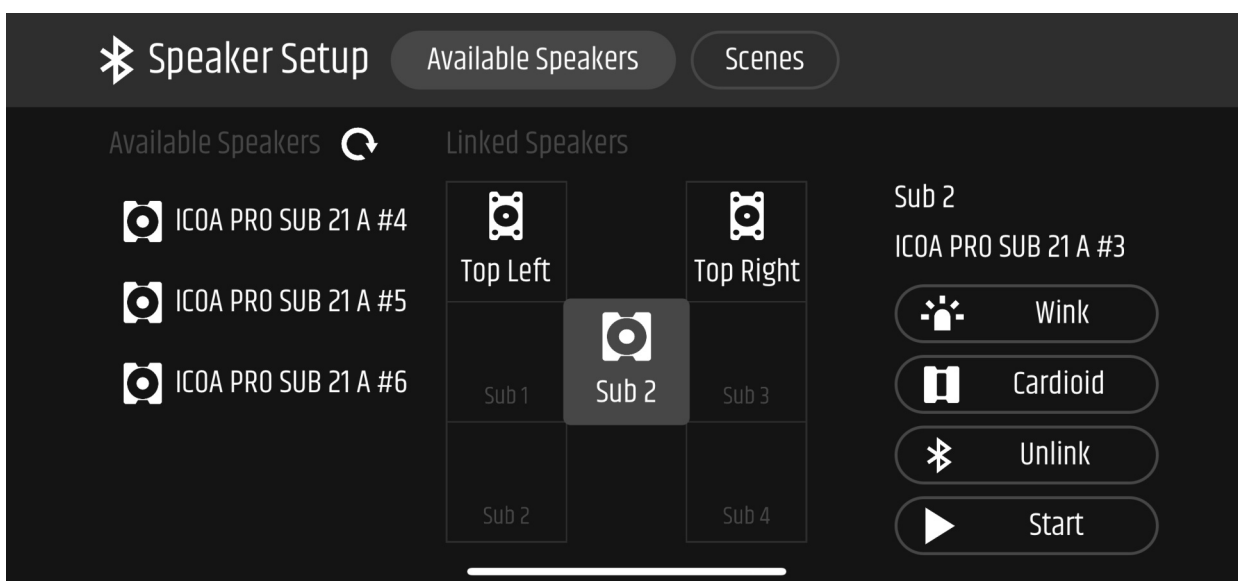 Speaker Setup
Available Speakers
Scenes
Available Speakers
Linked Speakers
ICOA PRO SUB 21 A #4
ICOA PRO SUB 21 A #5
ICOA PRO SUB 21 A #6
Top Left
Top Right
Sub 1
Sub 2
Sub 3
Sub 2
Sub 4
Sub 2
ICOA PRO SUB 21 A #3
Wink
Cardioid
Unlink
Start